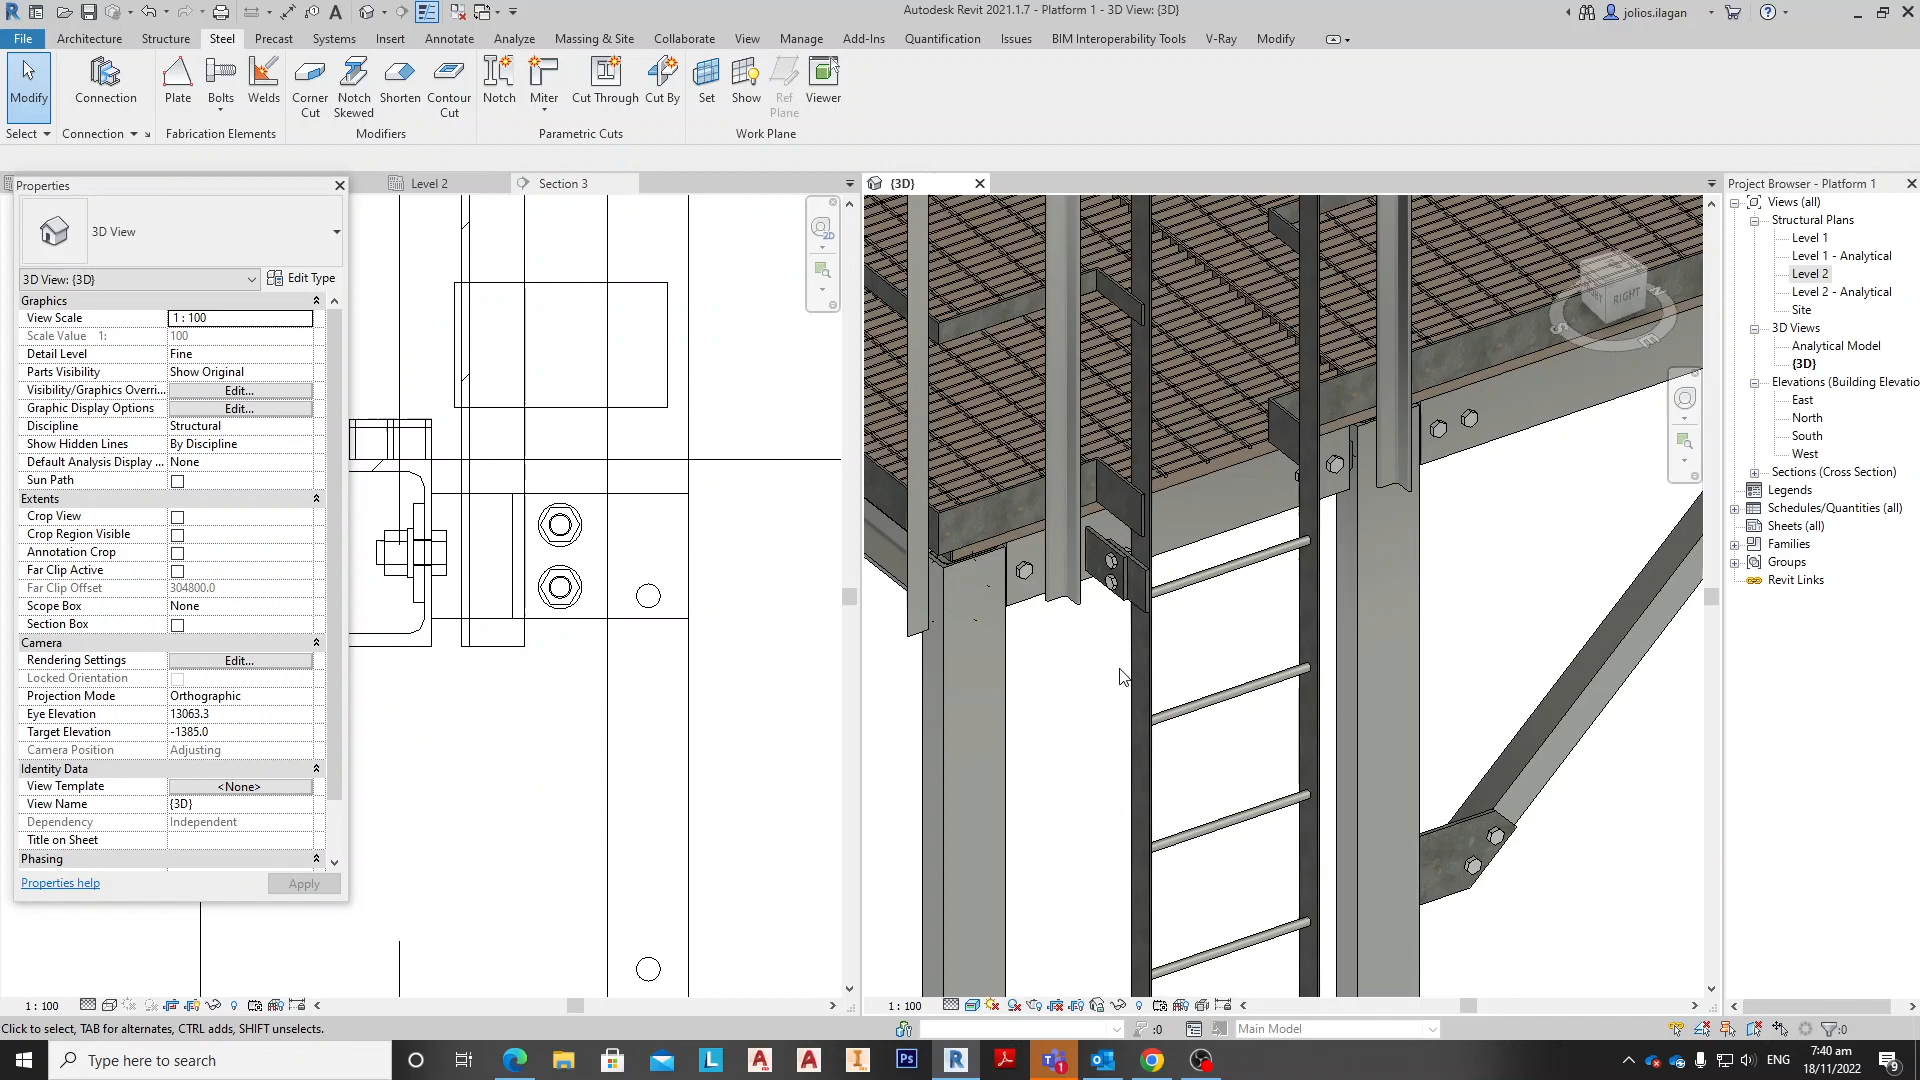 Autodesk Revit 2021.1.7 - Platform 1 - 3D View: {3D}
jolios.ilagan
File Architecture Structure Steel Precast Systems Insert Annotate Analyze Massing & Site Collaborate View Manage Add-Ins Quantification Issues BIM Interoperability Tools V-Ray Modify
Modify Connection Plate Bolts Welds Corner Cut Notch Skewed Shorten Contour Cut Notch Miter Cut Through Cut By Set Show Ref Plane Viewer
Select Connection Fabrication Elements Modifiers Parametric Cuts Work Plane
Properties
Level 2
Section 3
{3D}
3D View
3D View: {3D} Edit Type
Graphics
View Scale 1 : 100
Scale Value 1: 100
Detail Level Fine
Parts Visibility Show Original
Visibility/Graphics Overri... Edit...
Graphic Display Options Edit...
Discipline Structural
Show Hidden Lines By Discipline
Default Analysis Display ... None
Sun Path
Extents
Crop View
Crop Region Visible
Annotation Crop
Far Clip Active
Far Clip Offset 304800.0
Scope Box None
Section Box
Camera
Rendering Settings Edit...
Locked Orientation
Projection Mode Orthographic
Eye Elevation 13063.3
Target Elevation -1385.0
Camera Position Adjusting
Identity Data
View Template <None>
View Name {3D}
Dependency Independent
Title on Sheet
Phasing
Properties help Apply
2D
RIGHT
S
E
Project Browser - Platform 1
Views (all)
Structural Plans
Level 1
Level 1 - Analytical
Level 2
Level 2 - Analytical
Site
3D Views
Analytical Model
{3D}
Elevations (Building Elevatio
East
North
South
West
Sections (Cross Section)
Legends
Schedules/Quantities (all)
Sheets (all)
Families
Groups
Revit Links
1 : 100
1 : 100
Click to select, TAB for alternates, CTRL adds, SHIFT unselects.
:0
Main Model
:0
Type here to search
ENG
7:40 am
18/11/2022